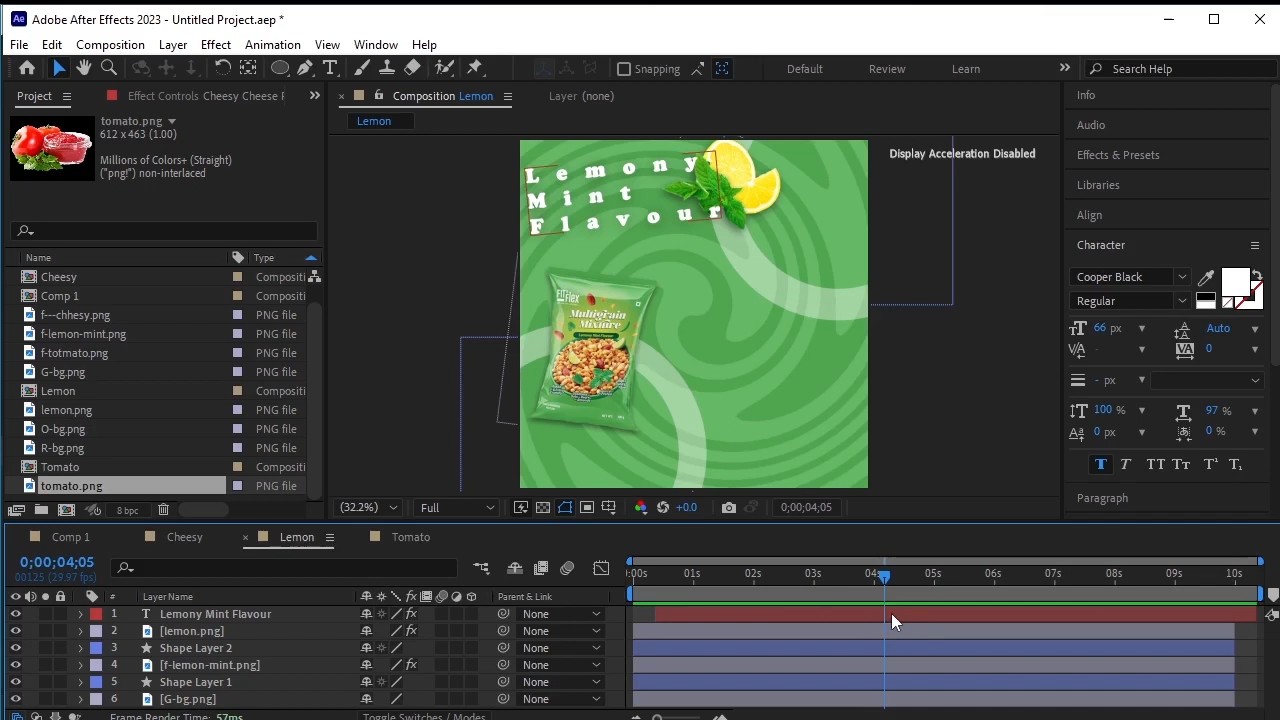 Ae Adobe After Effects 2023 - Untitled Project.aep *
File Edit Composition Layer Effect Animation View Window Help
Snapping Default Review Learn Search Help
Project Effect Controls Cheesy Cheese F
Composition Lemon Layer (none)
Lemon
tomato.png
612 x 463 (1.00)
Millions of Colors+ (Straight)
("png!") non-interlaced
Name Type
Cheesy Compositi
Comp 1 Compositi
f---chhesy.png PNG file
f-lemon-mint.png PNG file
f-totmato.png PNG file
G-bg.png PNG file
Lemon Compositi
lemon.png PNG file
O-bg.png PNG file
R-bg.png PNG file
Tomato Compositi
tomato.png PNG file
8 bpc
Display Acceleration Disabled
Lemony
Mint
Flavour
FITFlex
Multigrain
Mixture
Lemony Mint Flavour
(32.2%) Full +0.0 0;00;04;05
Info
Audio
Effects & Presets
Libraries
Align
Character
Cooper Black
Regular
66 px Auto
- 0
- px
100 % 97 %
0 px 0 %
T T TT Tт T¹ T₁
Paragraph
Comp 1 Cheesy Lemon Tomato
0;00;04;05
00125 (29.97 fps)
:00s 01s 02s 03s 04s 05s 06s 07s 08s 09s 10s
# Layer Name Parent & Link
1 T Lemony Mint Flavour None
2 [lemon.png] None
3 Shape Layer 2 None
4 [f-lemon-mint.png] None
5 Shape Layer 1 None
6 [G-bg.png] None
Frame Render Time: 57ms Toggle Switches / Modes